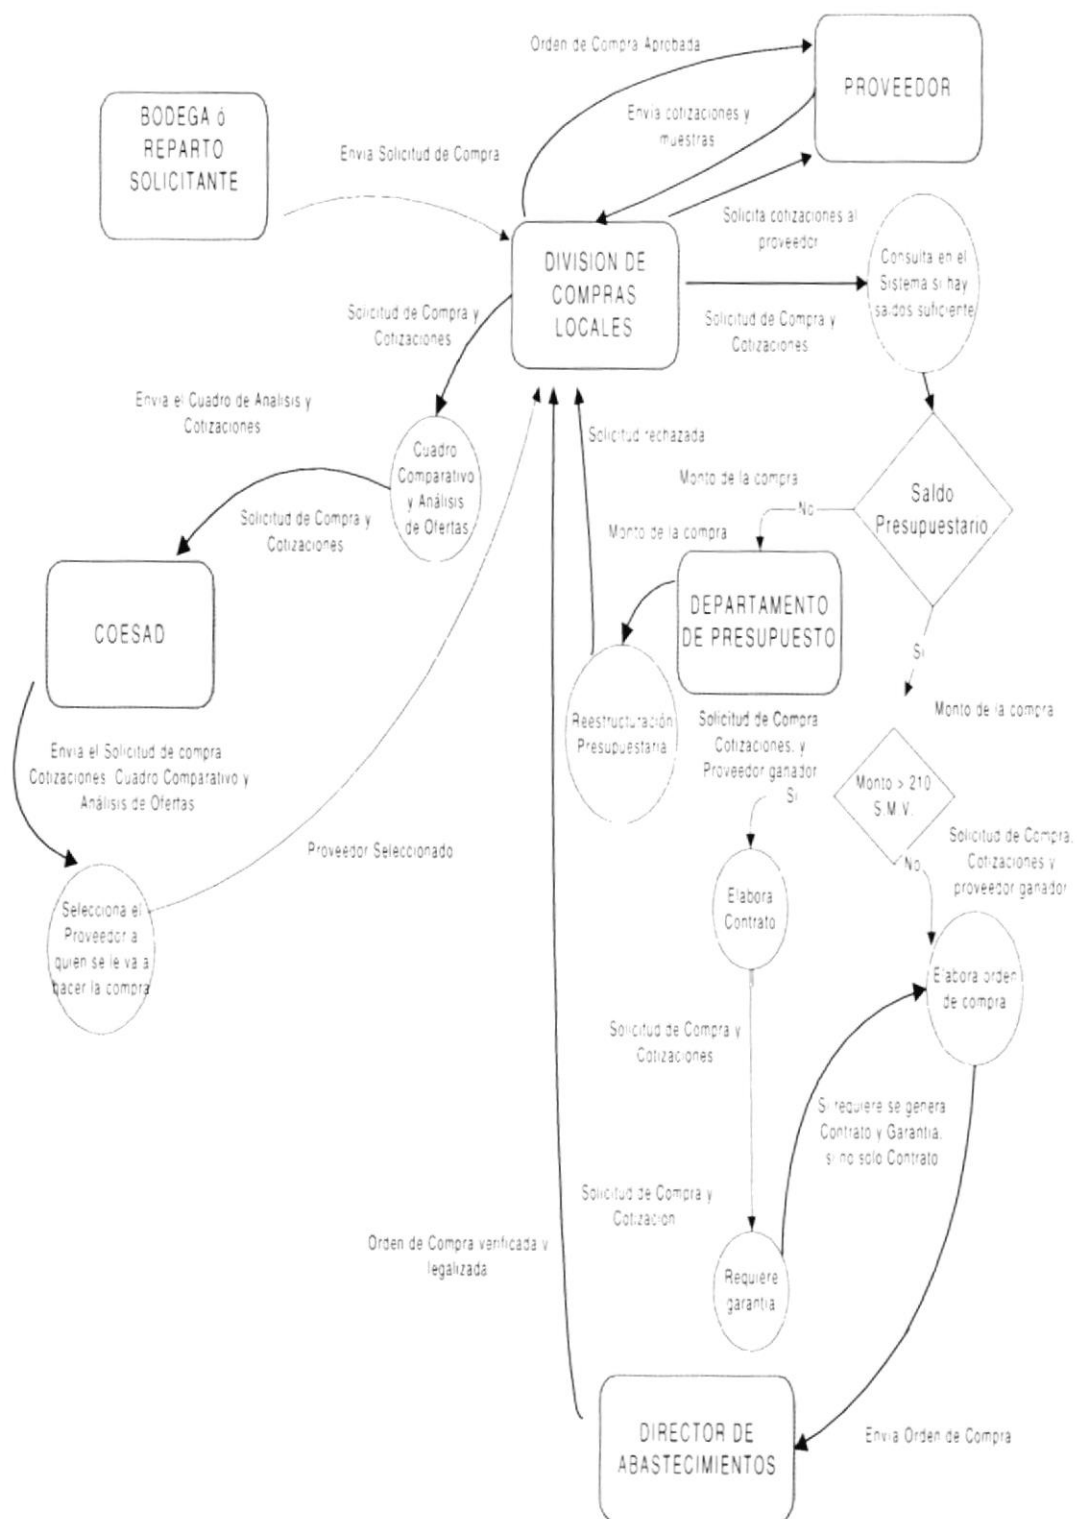 Orden de Compra Aprobada
PROVEEDOR
BODEGA ó
REPARTO
SOLICITANTE
Envía cotizaciones y
muestras
Envia Solicitud de Compra
Solicita cotizaciones al
proveedor
DIVISION DE
COMPRAS
LOCALES
Consulta en el
Sistema si hay
saldos suficiente
Solicitud de Compra y
Cotizaciones
Solicitud de Compra y
Cotizaciones
Envia el Cuadro de Analisis y
Cotizaciones
Cuadro
Comparativo
y Análisis
de Ofertas
Solicitud rechazada
Monto de la compra
No
Saldo
Presupuestario
Solicitud de Compra y
Cotizaciones
Monto de la compra
COESAD
DEPARTAMENTO
DE PRESUPUESTO
Si
Monto de la compra
Reestructuración
Presupuestaria
Solicitud de Compra
Cotizaciones, y
Proveedor ganador
Si
Envia el Solicitud de compra
Cotizaciones, Cuadro Comparativo y
Análisis de Ofertas
Monto > 210
S.M.V.
No
Solicitud de Compra,
Cotizaciones y
proveedor ganador
Proveedor Seleccionado
Elabora
Contrato
Selecciona el
Proveedor a
quien se le va a
hacer la compra
Elabora orden
de compra
Solicitud de Compra y
Cotizaciones
Si requiere se genera
Contrato y Garantia,
si no solo Contrato
Solicitud de Compra y
Cotizacion
Orden de Compra verificada y
legalizada
Requiere
garantia
DIRECTOR DE
ABASTECIMIENTOS
Envia Orden de Compra